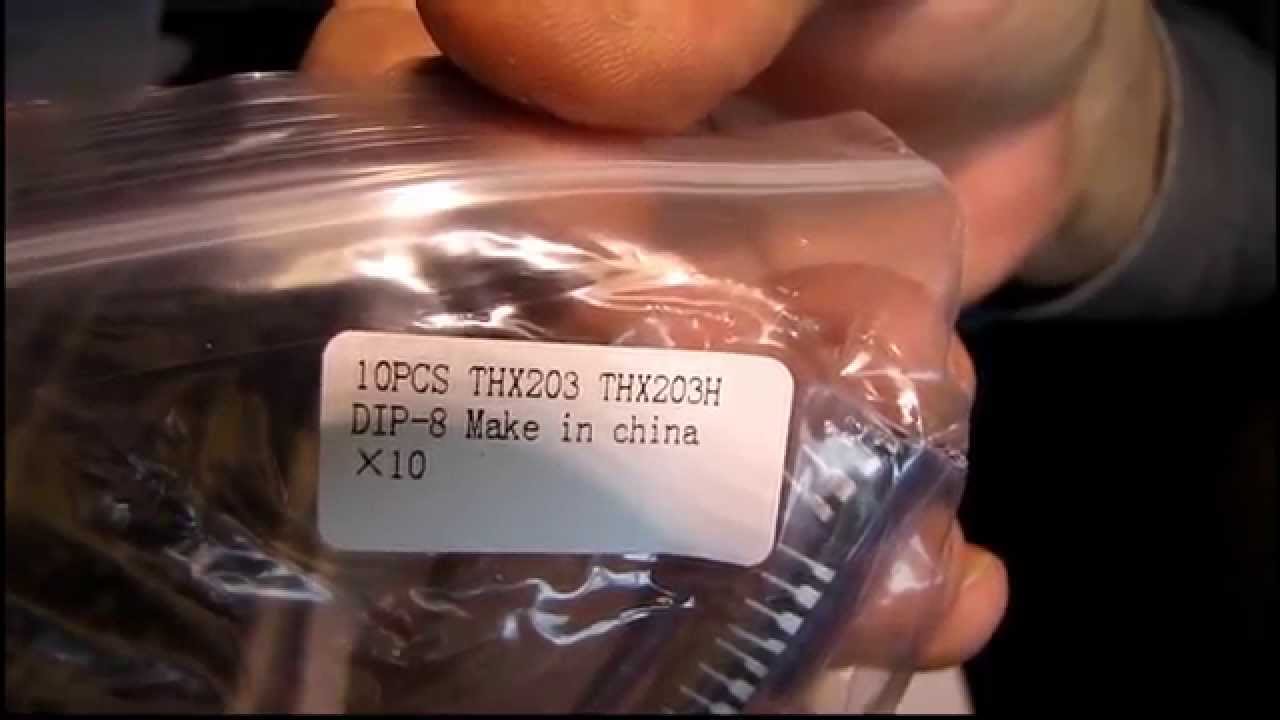 10PCS THX203 THX203H
DIP-8 Make in china
×10